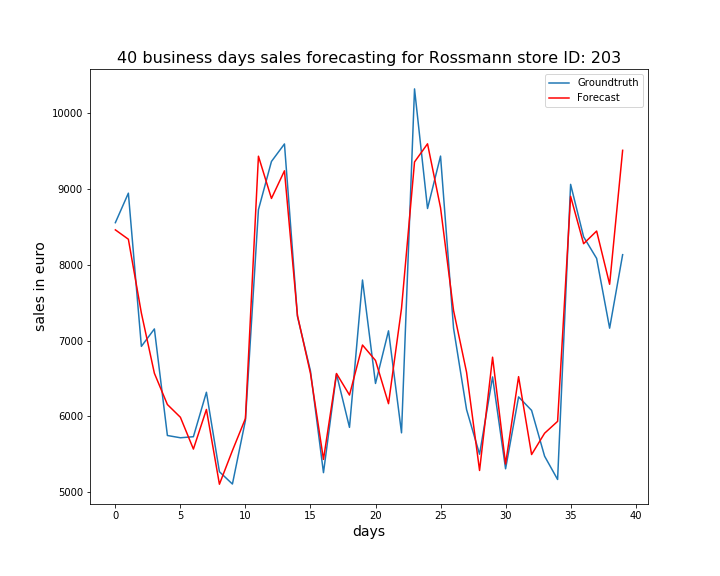 40 business days sales forecasting for Rossmann store ID: 203
Groundtruth
Forecast
10000
9000
8000
7000
6000
5000
sales in euro
0 5 10 15 20 25 30 35 40
days